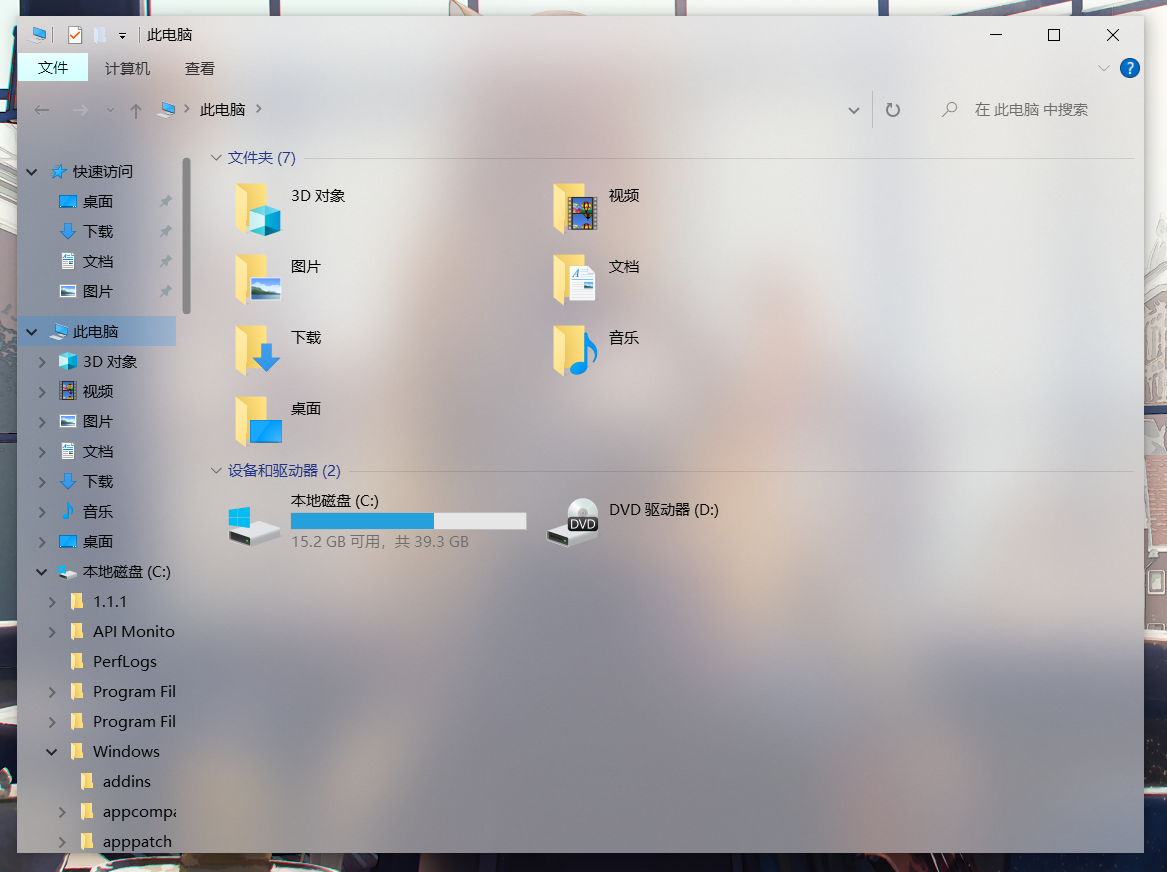 此电脑
文件 计算机 查看
此电脑 在 此电脑 中搜索
快速访问
桌面
下载
文档
图片
此电脑
3D 对象
视频
图片
文档
下载
音乐
桌面
本地磁盘 (C:)
1.1.1
API Monito
PerfLogs
Program Fil
Program Fil
Windows
addins
appcompa
apppatch
文件夹 (7)
3D 对象
视频
图片
文档
下载
音乐
桌面
设备和驱动器 (2)
本地磁盘 (C:)
15.2 GB 可用，共 39.3 GB
DVD
DVD 驱动器 (D:)